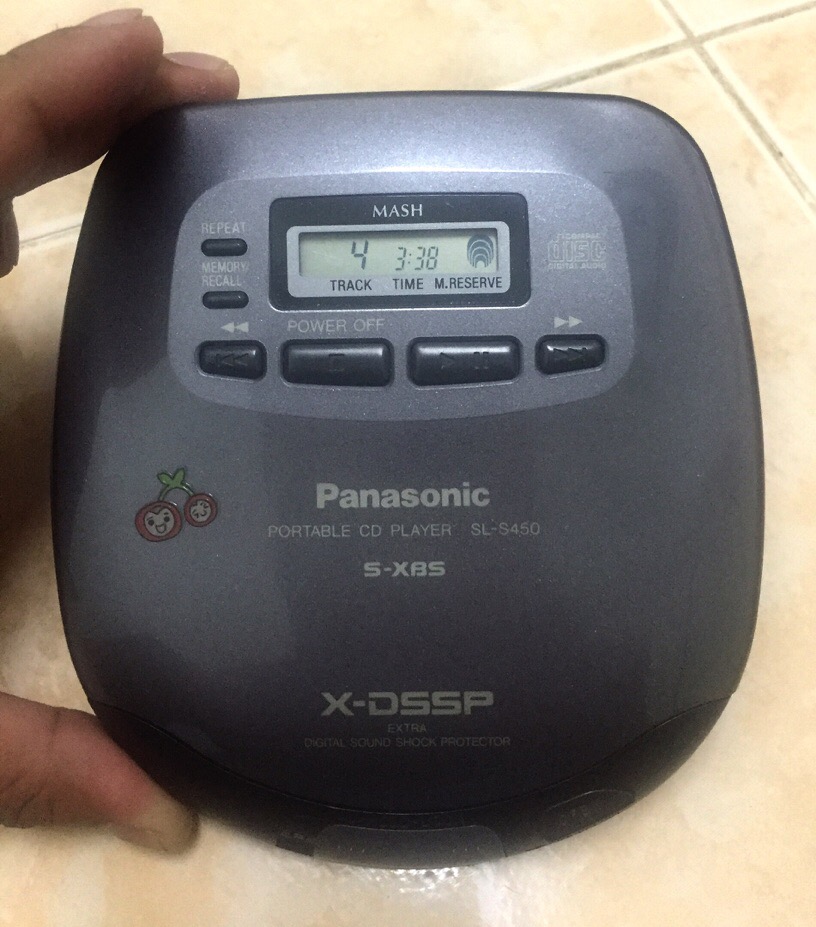 MASH
REPEAT
4 3:38
TRACK TIME M.RESERVE
COMPACT
disc
DIGITAL AUDIO
MEMORY/
RECALL
POWER OFF
Panasonic
PORTABLE CD PLAYER SL-S450
S-XBS
X-DSSP
EXTRA
DIGITAL SOUND SHOCK PROTECTOR